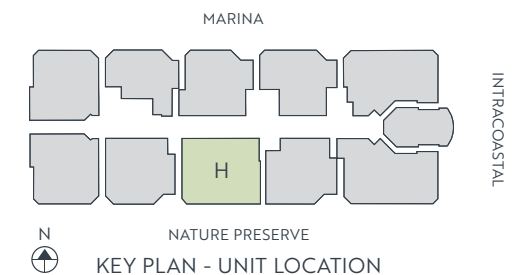 MARINA
INTRACOASTAL
H
NATURE PRESERVE
N
KEY PLAN - UNIT LOCATION